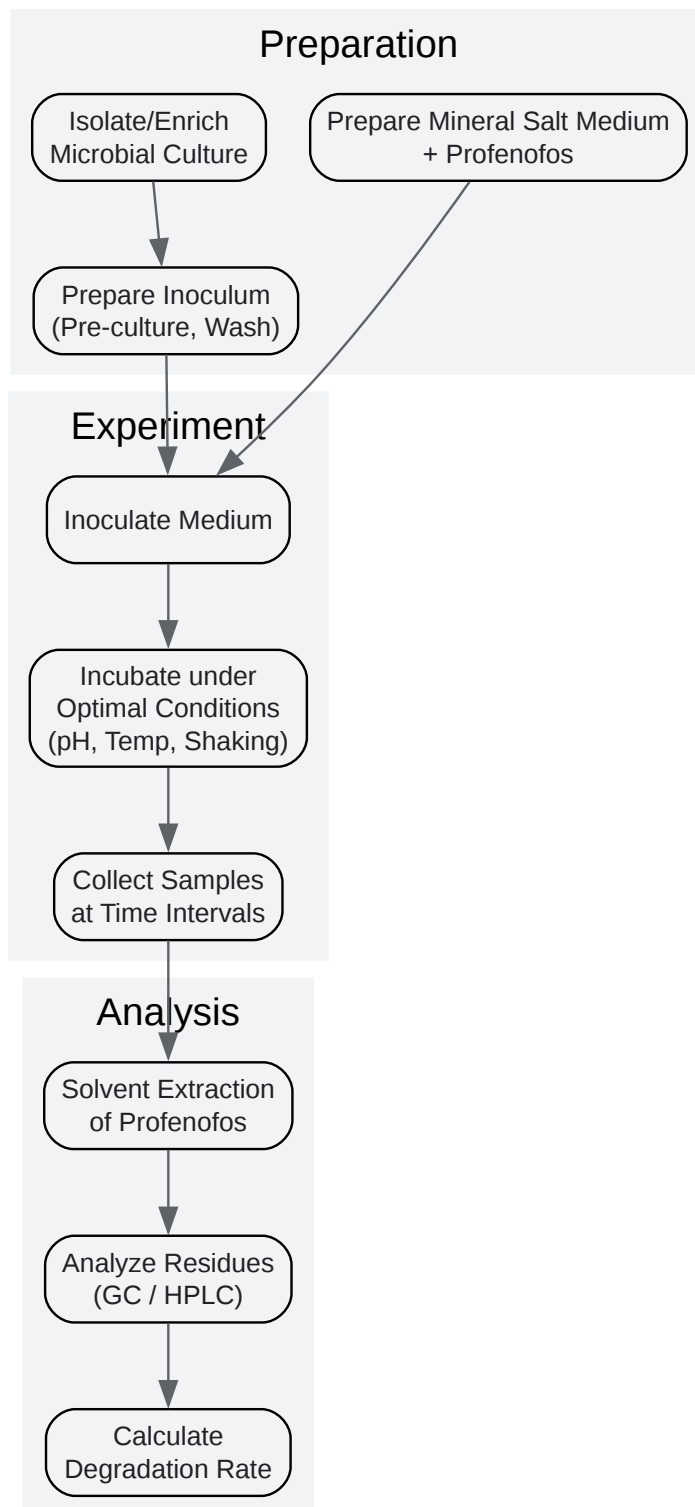 Preparation
Isolate/Enrich
Microbial Culture
Prepare Mineral Salt Medium
+ Profenofos
Prepare Inoculum
(Pre-culture, Wash)
Experiment
Inoculate Medium
Incubate under
Optimal Conditions
(pH, Temp, Shaking)
Collect Samples
at Time Intervals
Analysis
Solvent Extraction
of Profenofos
Analyze Residues
(GC / HPLC)
Calculate
Degradation Rate